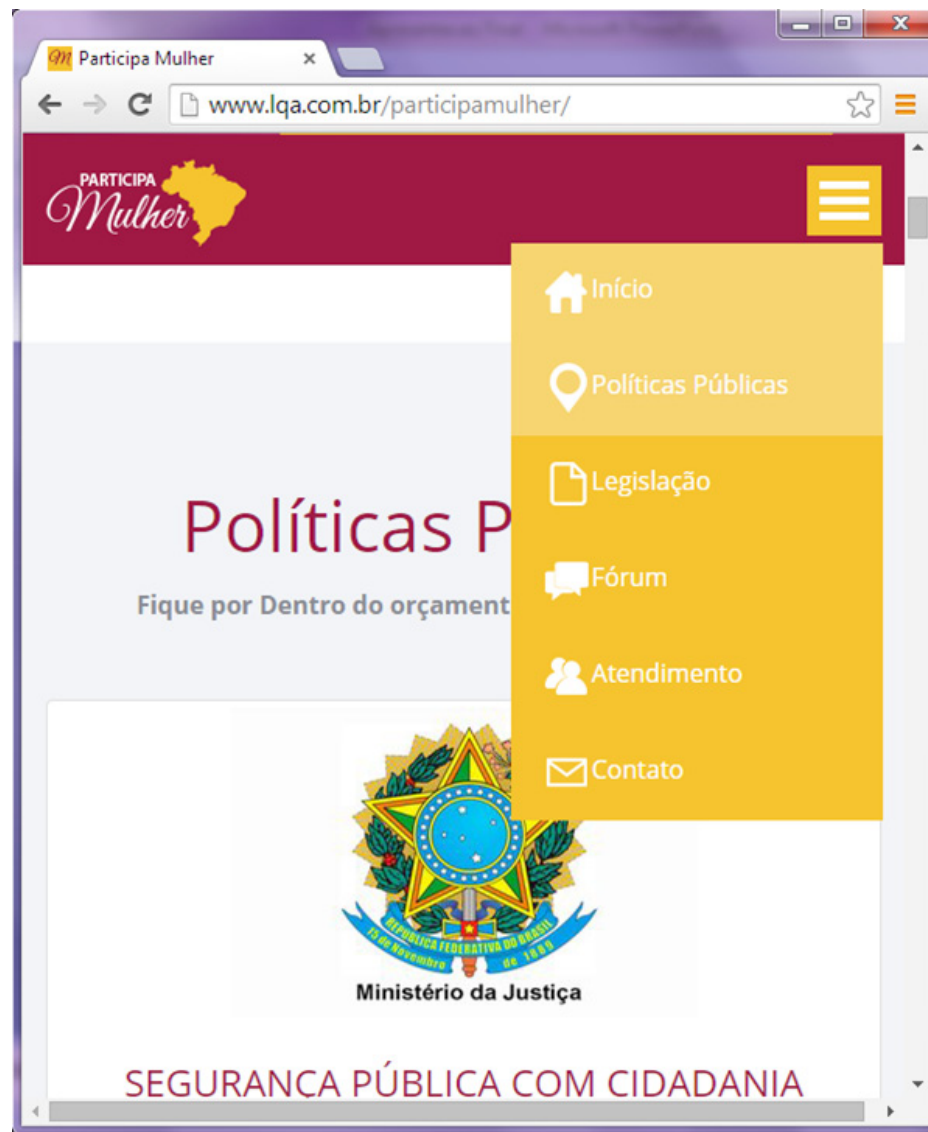 Participa Mulher
www.lqa.com.br/participamulher/
PARTICIPA
Mulher
Início
Políticas Públicas
Legislação
Fórum
Atendimento
Contato
Políticas P
Fique por Dentro do orçament
REPUBLICA FEDERATIVA DO BRASIL
15 de Novembro de 1889
Ministério da Justiça
SEGURANÇA PÚBLICA COM CIDADANIA